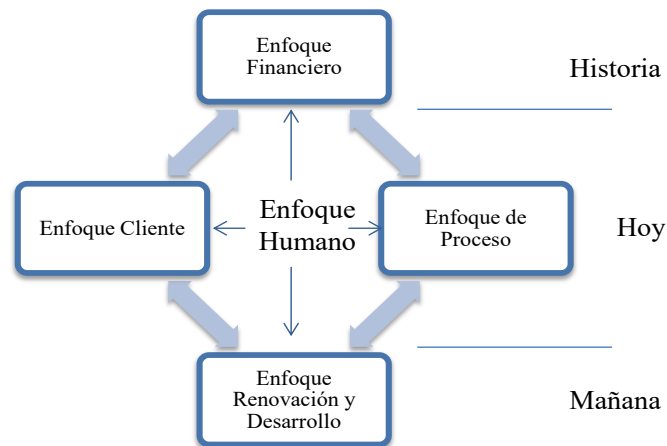 Enfoque
Financiero
Historia
Enfoque Cliente
Enfoque
Humano
Enfoque de
Proceso
Hoy
Enfoque
Renovación y
Desarrollo
Mañana